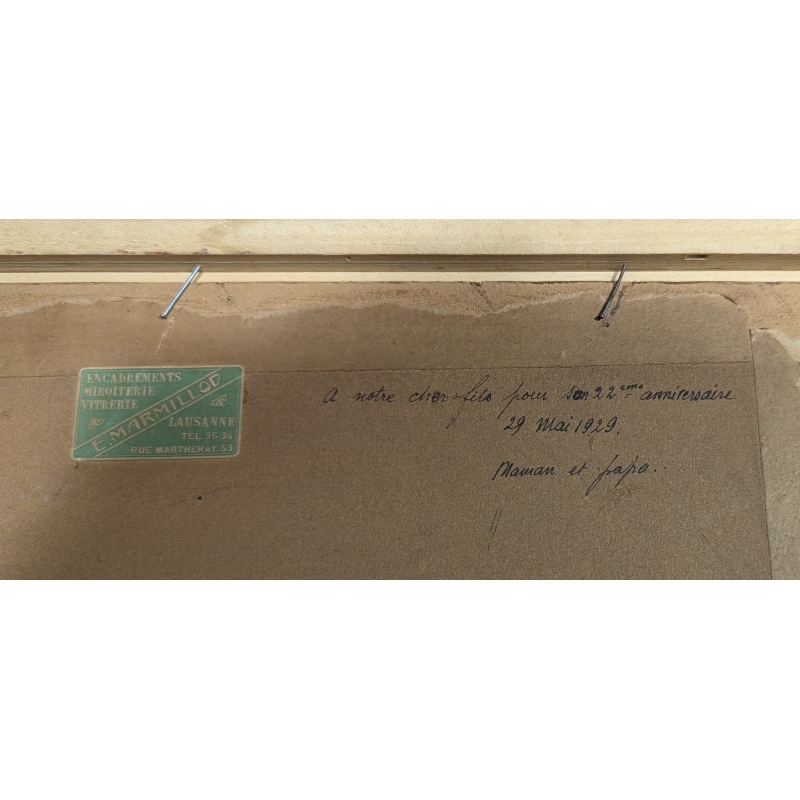 ENCADREMENTS
MIROITERIE
VITRERIE
E. MARMILLOD
LAUSANNE
TEL. 35-34
RUE MARTHERAY. 53
A notre cher fils pour son 22ème anniversaire
29 Mai 1929.
Maman et papa..